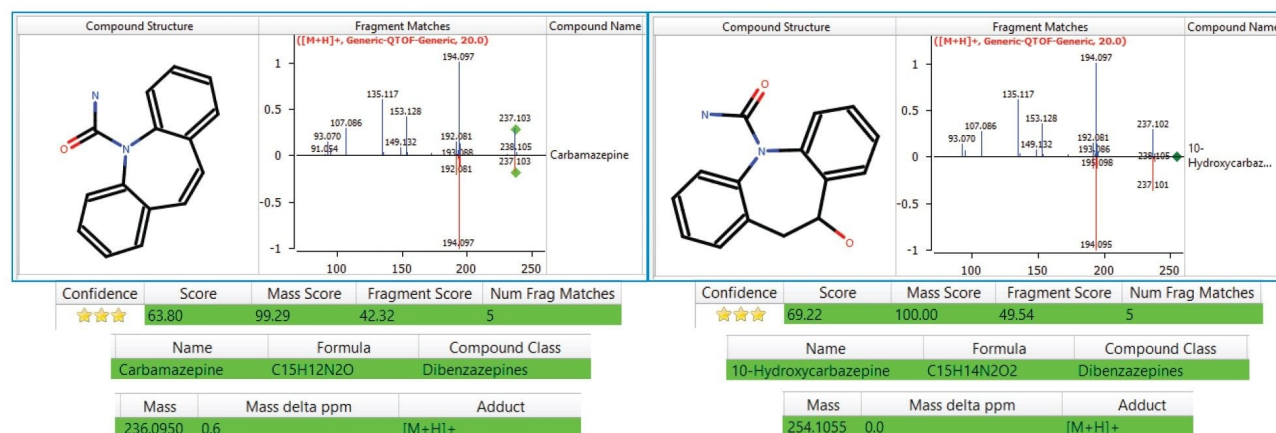 Compound Structure Fragment Matches Compound Name
([M+H]+, Generic-QTOF-Generic, 20.0)
194.097
1
135.117
0.5
153.128
237.103
107.086
192.081
93.070
149.132
91.054
193.088
238.105
0
237.103
192.081
Carbamazepine
-0.5
194.097
-1
100 150 200 250
N
O
N
Compound Structure Fragment Matches Compound Name
([M+H]+, Generic-QTOF-Generic, 20.0)
194.097
1
135.117
0.5
153.128
237.102
107.086
192.081
93.070
149.132
193.086
238.105
0
195.098
10-
Hydroxycarbaz...
237.101
-0.5
194.095
-1
100 150 200 250
O
N
N
O
Confidence Score Mass Score Fragment Score Num Frag Matches
63.80 99.29 42.32 5
Name Formula Compound Class
Carbamazepine C15H12N2O Dibenzazepines
Mass Mass delta ppm Adduct
236.0950 0.6 [M+H]+
Confidence Score Mass Score Fragment Score Num Frag Matches
69.22 100.00 49.54 5
Name Formula Compound Class
10-Hydroxycarbazepine C15H14N2O2 Dibenzazepines
Mass Mass delta ppm Adduct
254.1055 0.0 [M+H]+